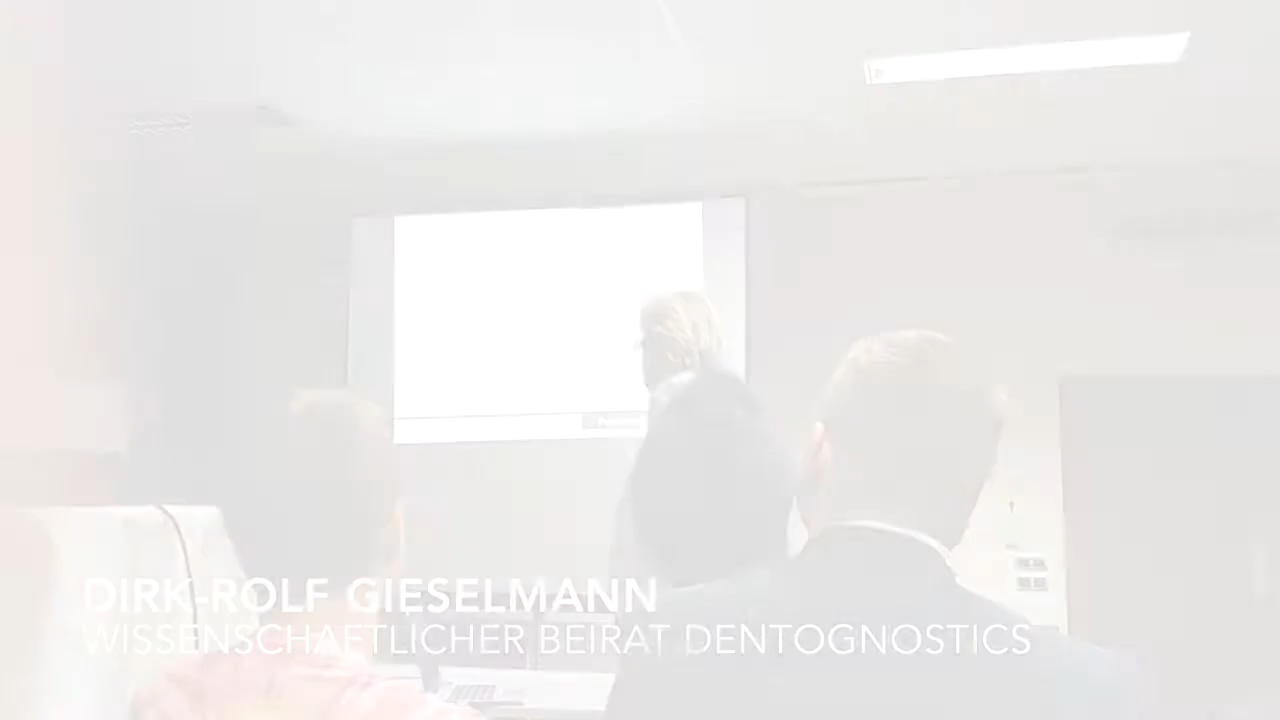 DIRK-ROLF GIESELMANN
WISSENSCHAFTLICHER BEIRAT DENTOGNOSTICS